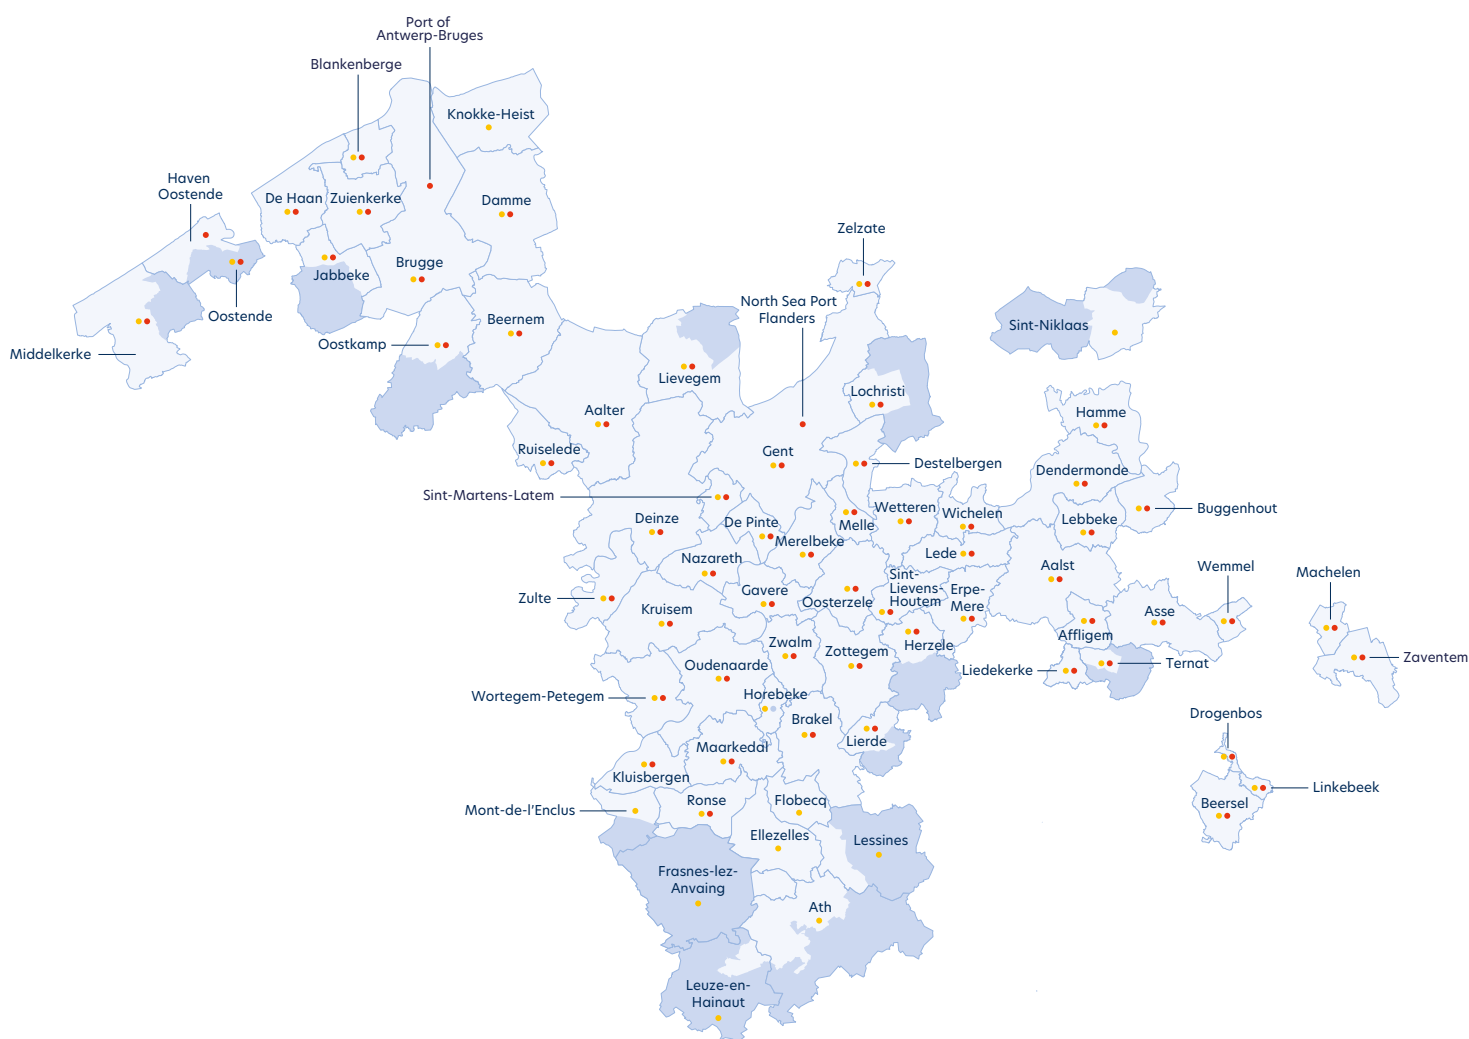 Port of
Antwerp-Bruges
Blankenberge
Knokke-Heist
Haven
Oostende
De Haan
Zuienkerke
Damme
Zelzate
Brugge
Jabbeke
North Sea Port
Flanders
Oostende
Beernem
Sint-Niklaas
Oostkamp
Middelkerke
Lievegem
Lochristi
Aalter
Hamme
Ruiselede
Gent
Destelbergen
Dendermonde
Sint-Martens-Latem
Wetteren
Wichelen
Buggenhout
Deinze
De Pinte
Melle
Lebbeke
Merelbeke
Lede
Nazareth
Aalst
Wemmel
Machelen
Sint-
Lievens-
Houtem
Erpe-
Mere
Gavere
Oosterzele
Zulte
Kruisem
Asse
Affligem
Zwalm
Zottegem
Herzele
Oudenaarde
Liedekerke
Ternat
Zaventem
Wortegem-Petegem
Horebeke
Brakel
Drogenbos
Lierde
Maarkedal
Kluisbergen
Linkebeek
Ronse
Flobecq
Beersel
Mont-de-l'Enclus
Ellezelles
Lessines
Frasnes-lez-
Anvaing
Ath
Leuze-en-
Hainaut